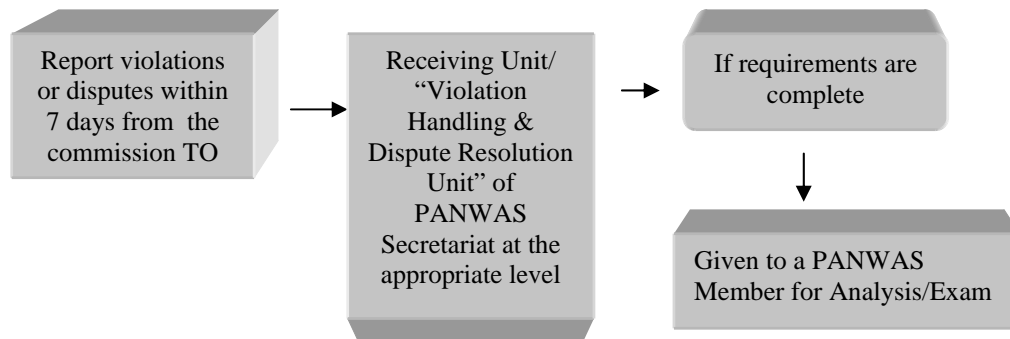 Report violations
or disputes within
7 days from the
commission TO
Receiving Unit/
“Violation
Handling &
Dispute Resolution
Unit” of
PANWAS
Secretariat at the
appropriate level
If requirements are
complete
Given to a PANWAS
Member for Analysis/Exam